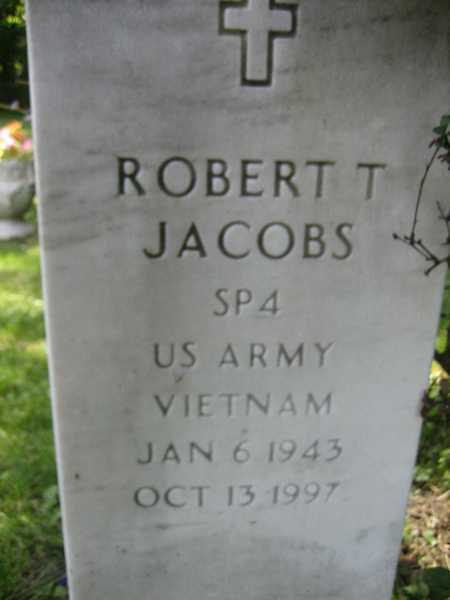 ROBERT T
JACOBS
SP4
US ARMY
VIETNAM
JAN 6 1943
OCT 13 1997